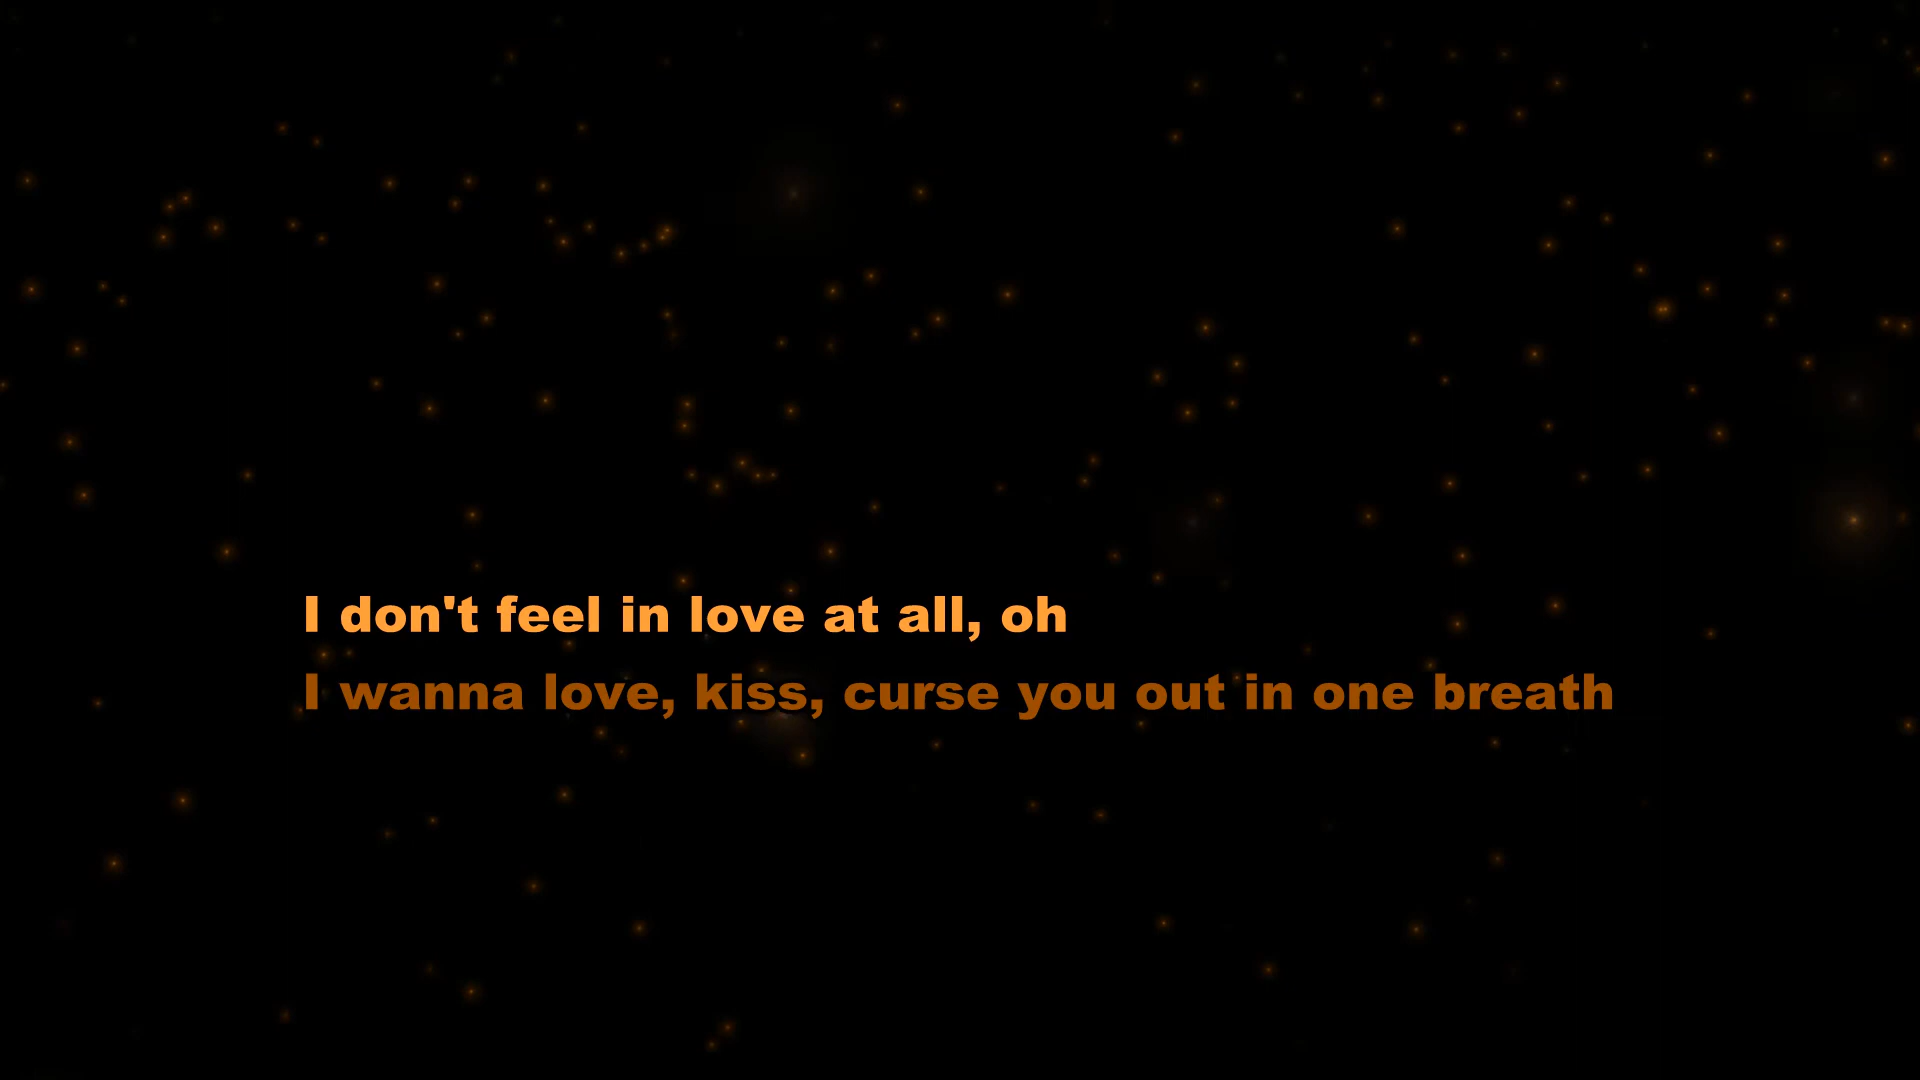 I don't feel in love at all, oh
I wanna love, kiss, curse you out in one breath